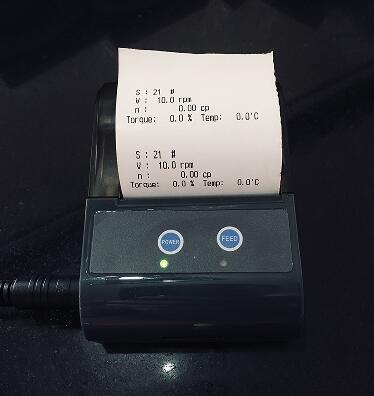 S : 21 #
V : 10.0 rpm
n : 0.00 cp
Torque: 0.0 % Temp: 0.0'C
S : 21 #
V : 10.0 rpm
n : 0.00 cp
Torque: 0.0 % Temp: 0.0'C
POWER
FEED